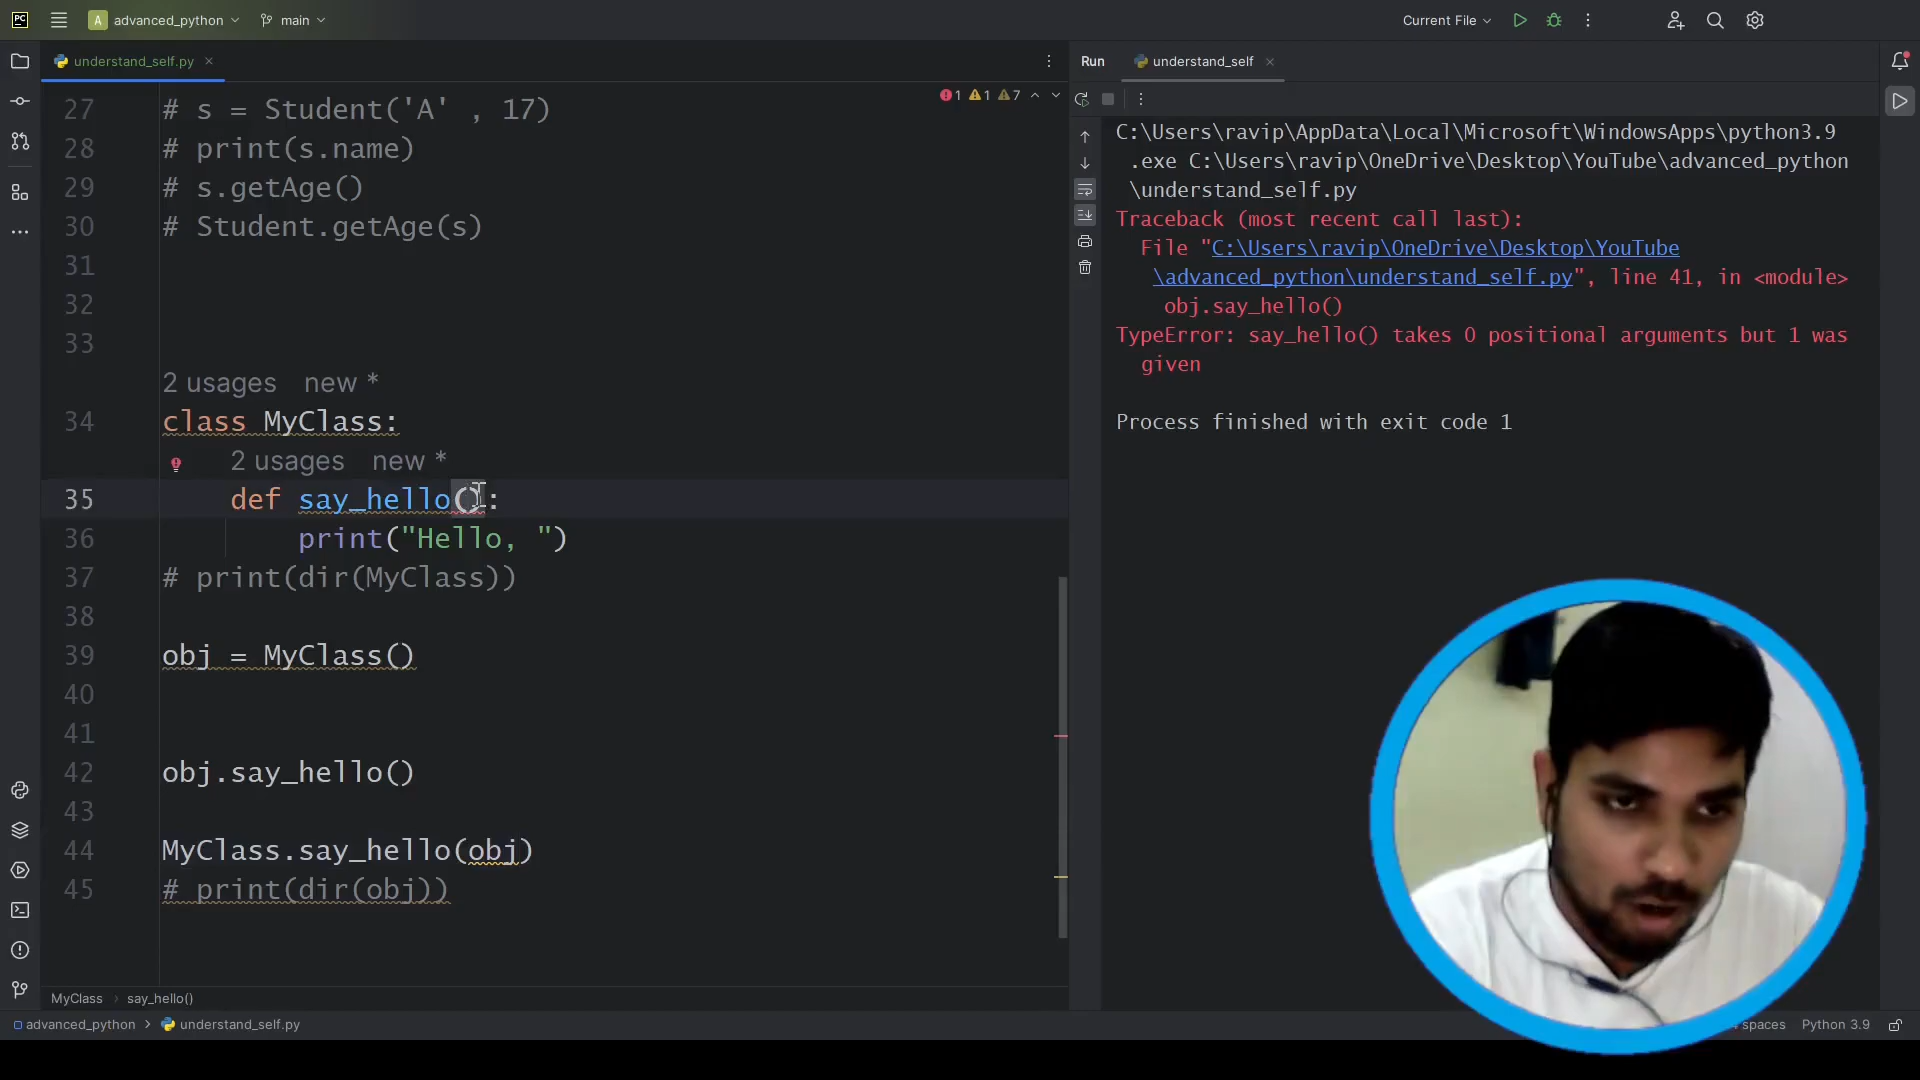 PC
A advanced_python
main
Current File
understand_self.py
1 1 7
27 # s = Student('A' , 17)
28 # print(s.name)
29 # s.getAge()
30 # Student.getAge(s)
31
32
33
2 usages new *
34 class MyClass:
2 usages new *
35 def say_hello():
36 print("Hello, ")
37 # print(dir(MyClass))
38
39 obj = MyClass()
40
41
42 obj.say_hello()
43
44 MyClass.say_hello(obj)
45 # print(dir(obj))
MyClass › say_hello()
Run understand_self
C:\Users\ravip\AppData\Local\Microsoft\WindowsApps\python3.9
.exe C:\Users\ravip\OneDrive\Desktop\YouTube\advanced_python
\understand_self.py
Traceback (most recent call last):
File "C:\Users\ravip\OneDrive\Desktop\YouTube
\advanced_python\understand_self.py", line 41, in <module>
obj.say_hello()
TypeError: say_hello() takes 0 positional arguments but 1 was
given
Process finished with exit code 1
advanced_python › understand_self.py
spaces Python 3.9